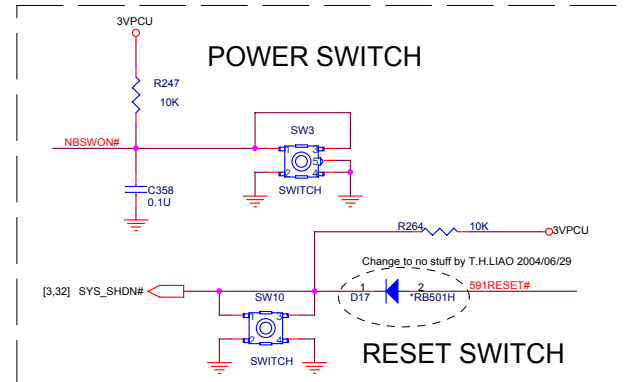 3VPCU
POWER SWITCH
R247
10K
NBSWON#
SW3
1 3
5
2 4
SWITCH
C358
0.1U
R264 10K 3VPCU
Change to no stuff by T.H.LIAO 2004/06/29
[3,32] SYS_SHDN#
1 2
591RESET#
D17 *RB501H
SW10
1 3
2 4
SWITCH
RESET SWITCH